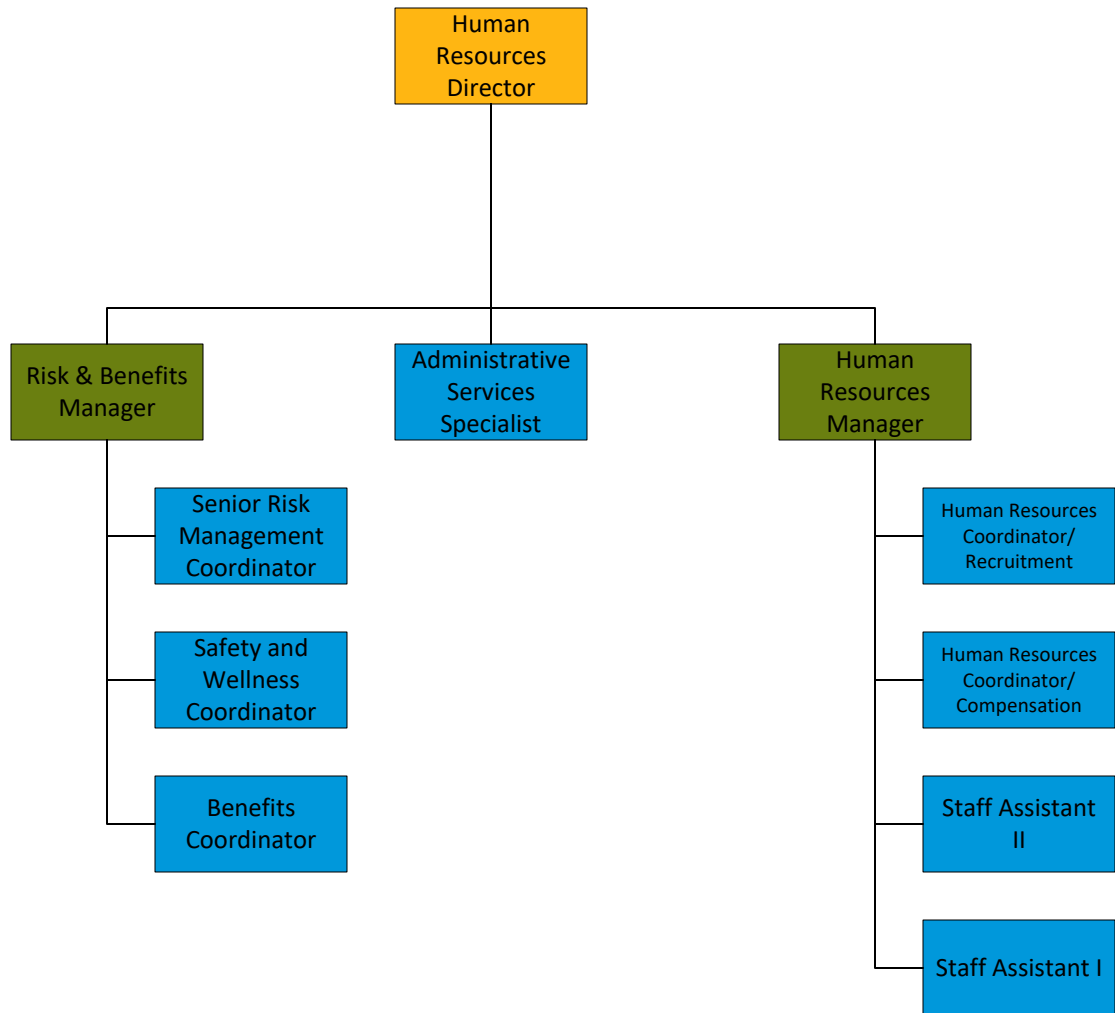 Human
Resources
Director
Risk & Benefits
Manager
Administrative
Services
Specialist
Human
Resources
Manager
Senior Risk
Management
Coordinator
Safety and
Wellness
Coordinator
Benefits
Coordinator
Human Resources
Coordinator/
Recruitment
Human Resources
Coordinator/
Compensation
Staff Assistant
II
Staff Assistant I